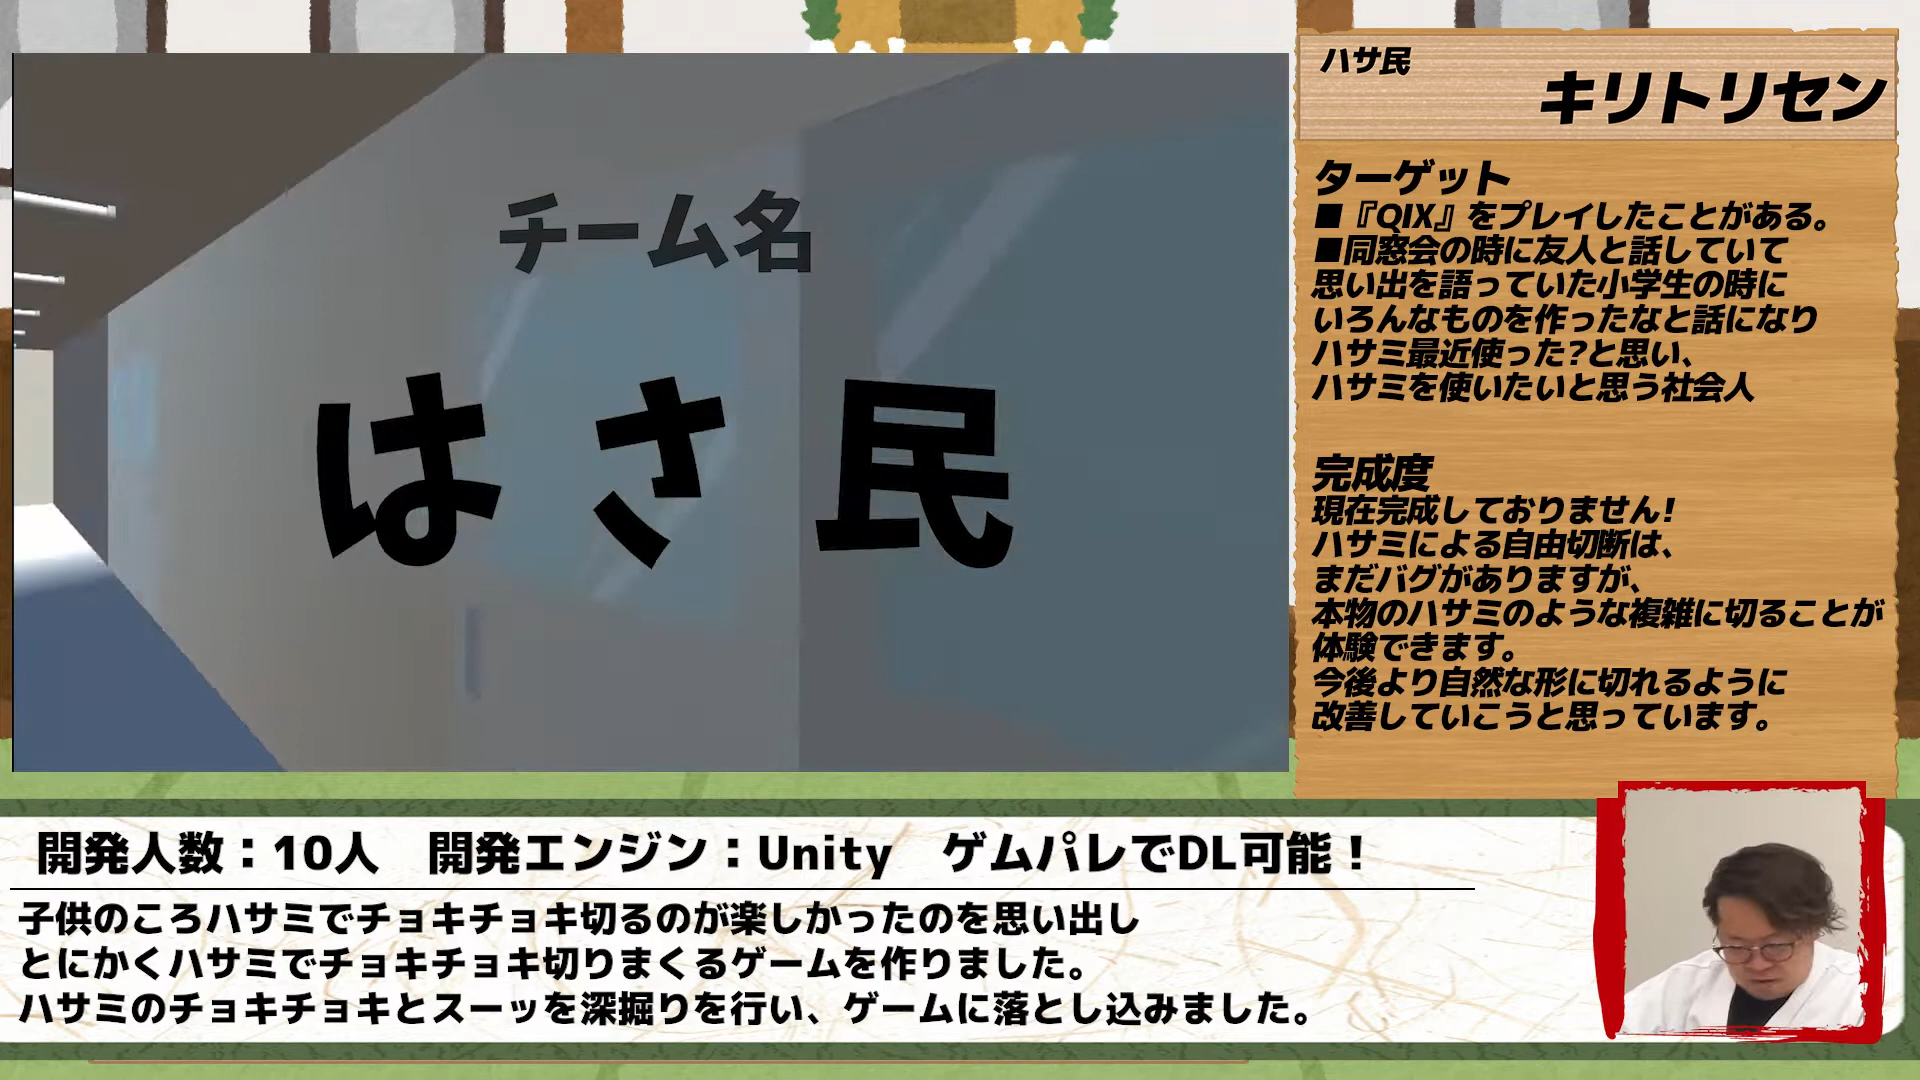 チーム名
はさ民
ハサ民
キリトリセン
ターゲット
■『QIX』をプレイしたことがある。
■同窓会の時に友人と話していて
思い出を語っていた小学生の時に
いろんなものを作ったなと話になり
ハサミ最近使った?と思い、
ハサミを使いたいと思う社会人
完成度
現在完成しておりません!
ハサミによる自由切断は、
まだバグがありますが、
本物のハサミのような複雑に切ることが
体験できます。
今後より自然な形に切れるように
改善していこうと思っています。
開発人数：10人　開発エンジン：Unity　ゲムパレでDL可能！
子供のころハサミでチョキチョキ切るのが楽しかったのを思い出し
とにかくハサミでチョキチョキ切りまくるゲームを作りました。
ハサミのチョキチョキとスーッを深掘りを行い、ゲームに落とし込みました。